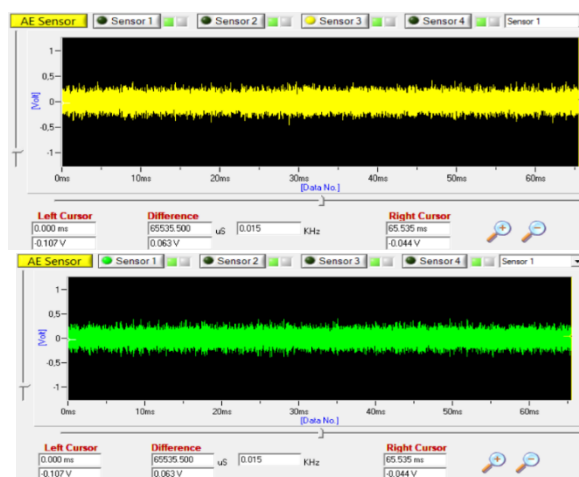 AE Sensor Sensor 1 Sensor 2 Sensor 3 Sensor 4 Sensor 1
1
0,5
[Volt]
0
-0,5
-1
0ms 10ms 20ms 30ms 40ms 50ms 60ms
[Data No.]
Left Cursor Difference Right Cursor
0.000 ms 65535.500 uS 0.015 KHz 65.535 ms
-0.107 V 0.063 V -0.044 V
AE Sensor Sensor 1 Sensor 2 Sensor 3 Sensor 4 Sensor 1
1
0,5
[Volt]
0
-0,5
-1
0ms 10ms 20ms 30ms 40ms 50ms 60ms
[Data No.]
Left Cursor Difference Right Cursor
0.000 ms 65535.500 uS 0.015 KHz 65.535 ms
-0.107 V 0.063 V -0.044 V